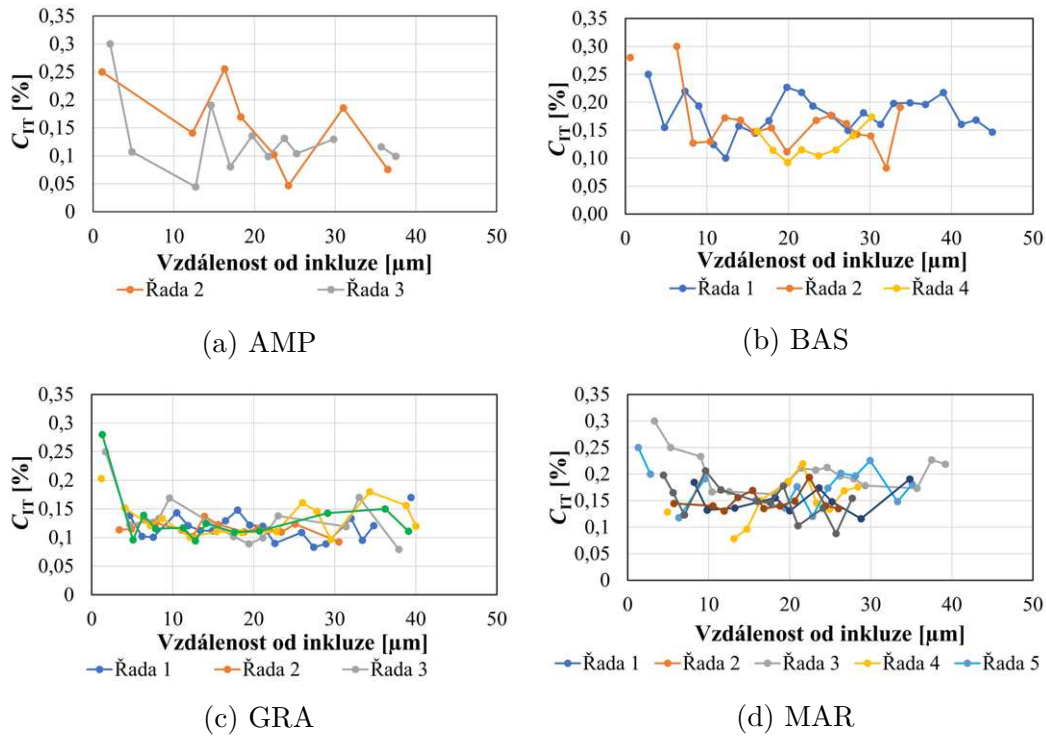 0,35
0,3
0,25
0,2
0,15
0,1
0,05
0
C_IT [%]
0 10 20 30 40 50
Vzdálenost od inkluze [µm]
Řada 2 Řada 3
(a) AMP
0,35
0,30
0,25
0,20
0,15
0,10
0,05
0,00
C_IT [%]
0 10 20 30 40 50
Vzdálenost od inkluze [µm]
Řada 1 Řada 2 Řada 4
(b) BAS
0,35
0,3
0,25
0,2
0,15
0,1
0,05
0
C_IT [%]
0 10 20 30 40 50
Vzdálenost od inkluze [µm]
Řada 1 Řada 2 Řada 3
(c) GRA
0,35
0,3
0,25
0,2
0,15
0,1
0,05
0
C_IT [%]
0 10 20 30 40 50
Vzdálenost od inkluze [µm]
Řada 1 Řada 2 Řada 3 Řada 4 Řada 5
(d) MAR